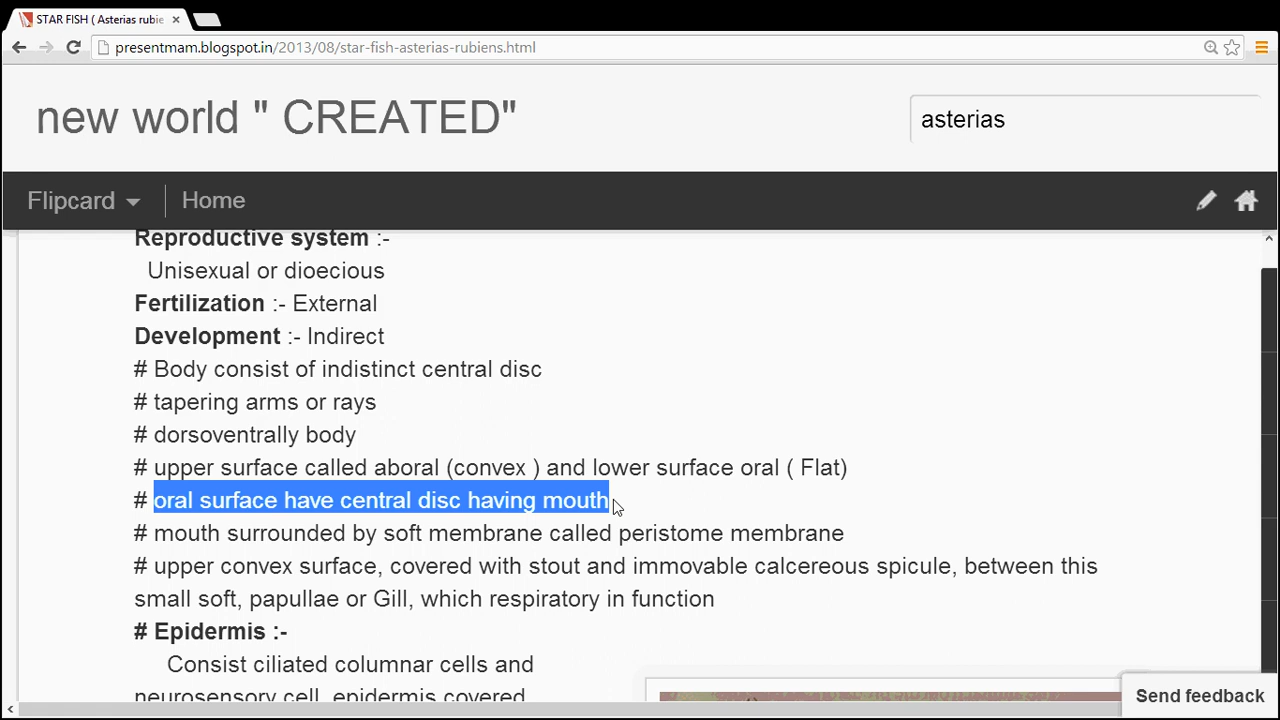 STAR FISH ( Asterias rubie
presentmam.blogspot.in/2013/08/star-fish-asterias-rubiens.html
new world " CREATED"
asterias
Flipcard
Home
Reproductive system :-
Unisexual or dioecious
Fertilization :- External
Development :- Indirect
# Body consist of indistinct central disc
# tapering arms or rays
# dorsoventrally body
# upper surface called aboral (convex ) and lower surface oral ( Flat)
# oral surface have central disc having mouth
# mouth surrounded by soft membrane called peristome membrane
# upper convex surface, covered with stout and immovable calcereous spicule, between this
small soft, papullae or Gill, which respiratory in function
# Epidermis :-
Consist ciliated columnar cells and
neurosensory cell, epidermis covered
Send feedback